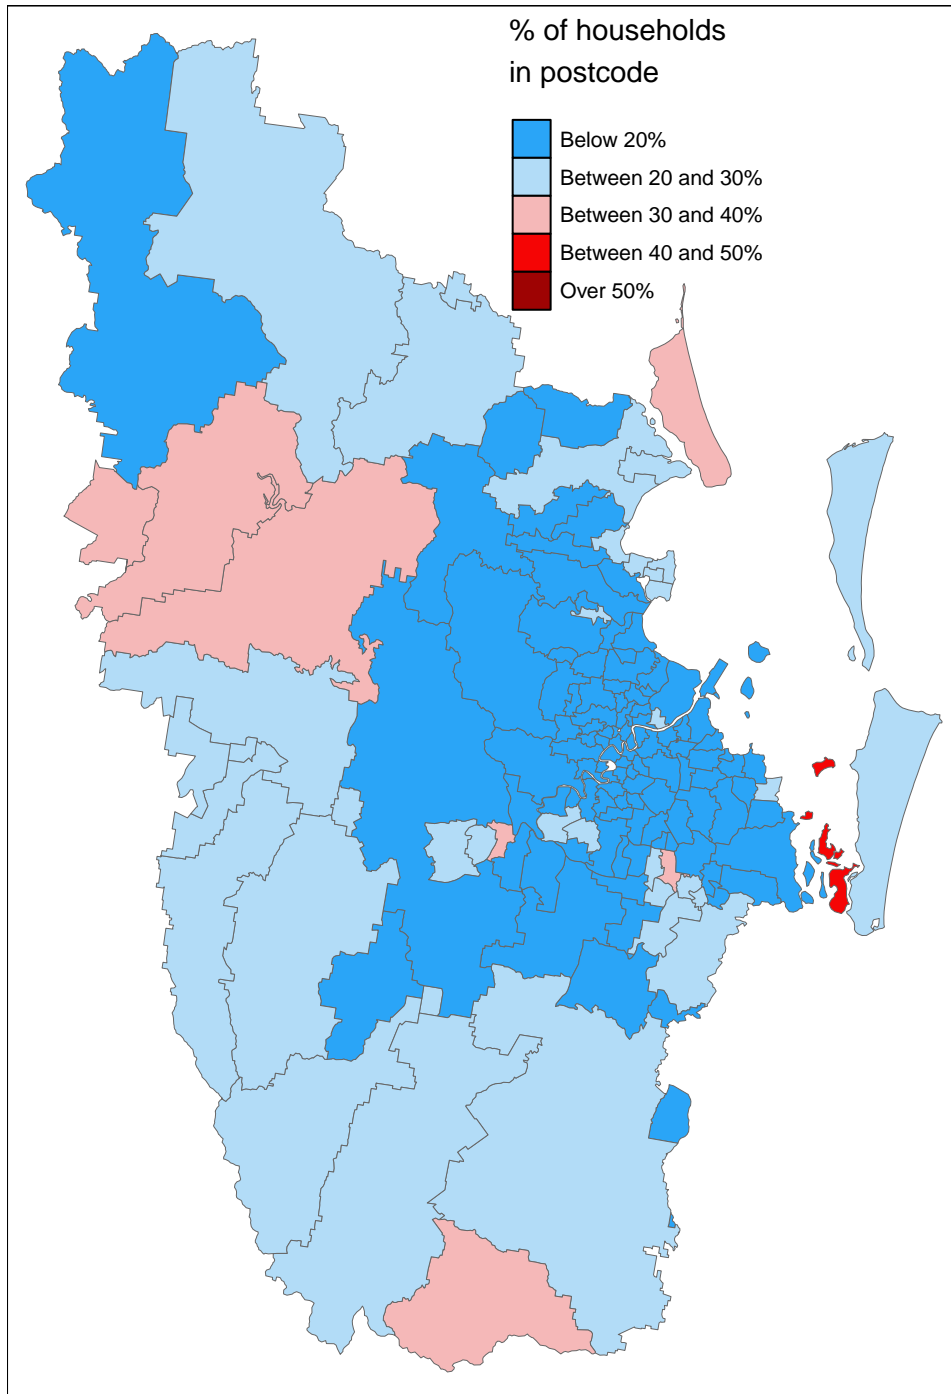 % of households
in postcode
Below 20%
Between 20 and 30%
Between 30 and 40%
Between 40 and 50%
Over 50%